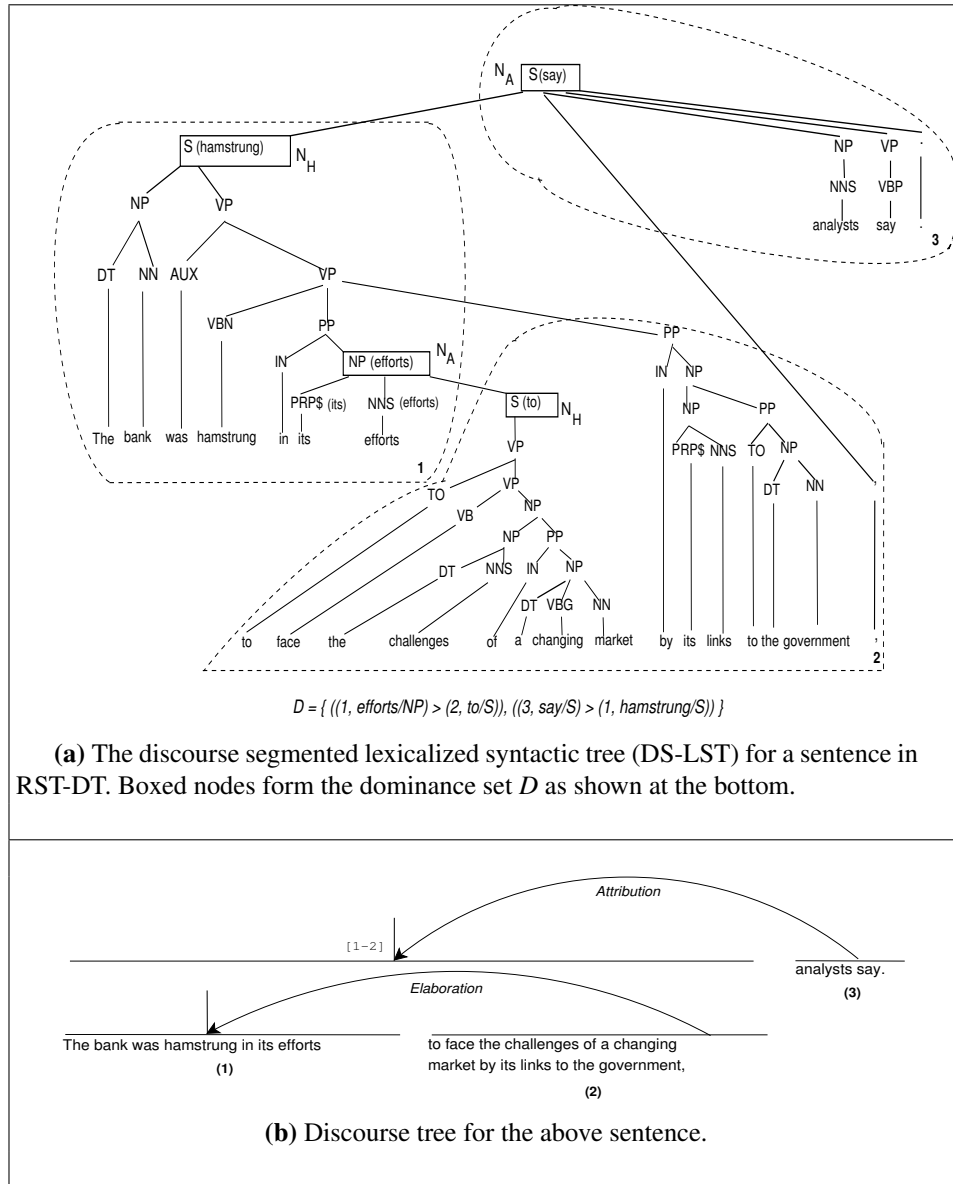 N_A S (say)
S (hamstrung) N_H
NP VP .
NP VP
NNS VBP
analysts say .
3
DT NN AUX VP
VBN PP PP
IN NP (efforts) N_A IN NP
PRP$ (its) NNS (efforts) S (to) N_H NP PP
The bank was hamstrung in its efforts
VP PRP$ NNS TO NP
1
TO VP DT NN ,
VB NP
NP PP
DT NNS IN NP
DT VBG NN
to face the challenges of a changing market by its links to the government ,
2
D = { ((1, efforts/NP) > (2, to/S)), ((3, say/S) > (1, hamstrung/S)) }
(a) The discourse segmented lexicalized syntactic tree (DS-LST) for a sentence in
RST-DT. Boxed nodes form the dominance set D as shown at the bottom.
Attribution
[1-2]
analysts say.
(3)
Elaboration
The bank was hamstrung in its efforts
(1)
to face the challenges of a changing
market by its links to the government,
(2)
(b) Discourse tree for the above sentence.